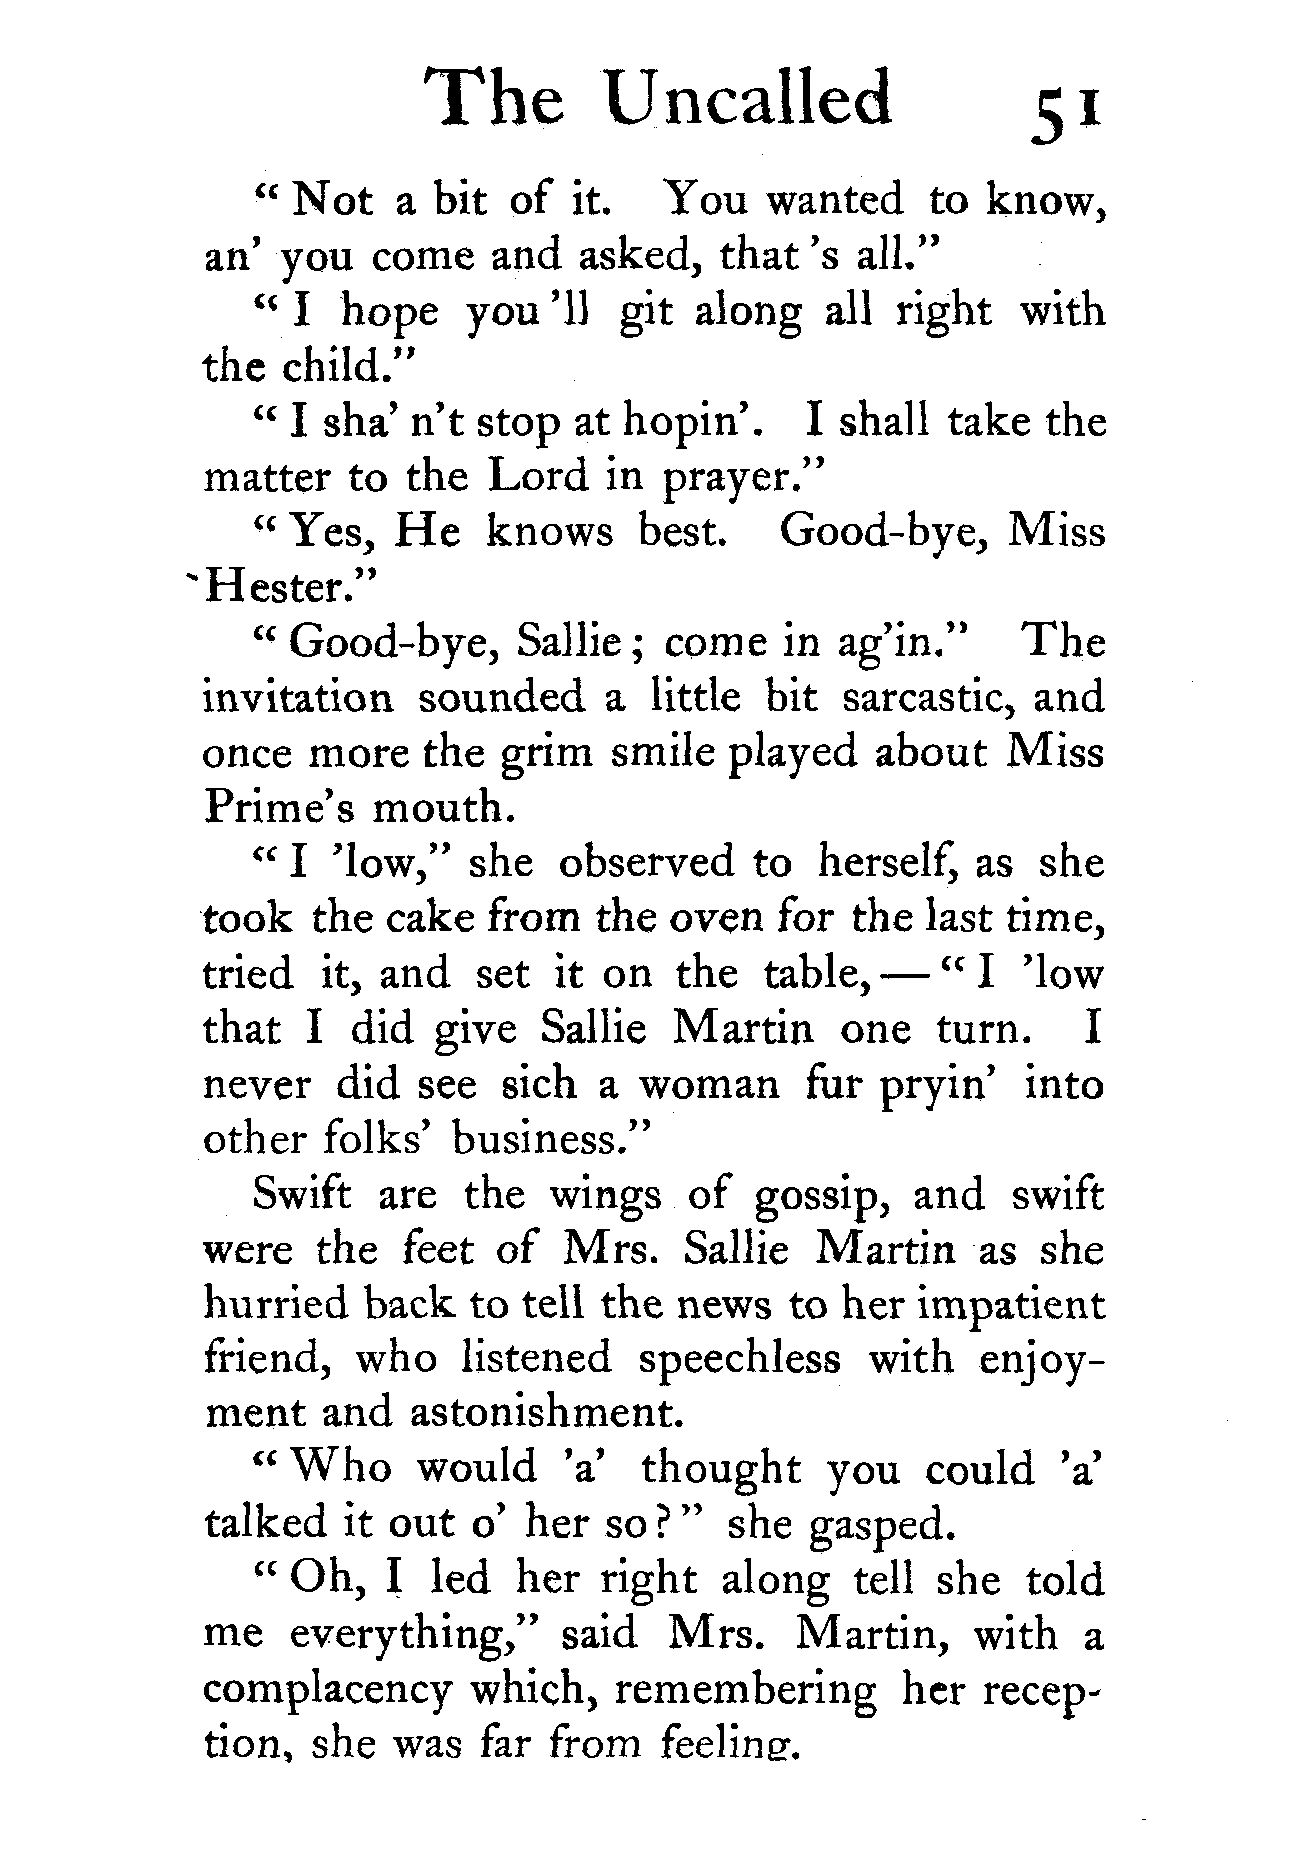 The Uncalled 51
“ Not a bit of it. You wanted to know,
an’ you come and asked, that ’s all.”
“ I hope you ’ll git along all right with
the child.”
“ I sha’ n’t stop at hopin’. I shall take the
matter to the Lord in prayer.”
“ Yes, He knows best. Good-bye, Miss
Hester.”
“ Good-bye, Sallie ; come in ag’in.” The
invitation sounded a little bit sarcastic, and
once more the grim smile played about Miss
Prime’s mouth.
“ I ’low,” she observed to herself, as she
took the cake from the oven for the last time,
tried it, and set it on the table, — “ I ’low
that I did give Sallie Martin one turn. I
never did see sich a woman fur pryin’ into
other folks’ business.”
Swift are the wings of gossip, and swift
were the feet of Mrs. Sallie Martin as she
hurried back to tell the news to her impatient
friend, who listened speechless with enjoy-
ment and astonishment.
“ Who would ’a’ thought you could ’a’
talked it out o’ her so ? ” she gasped.
“ Oh, I led her right along tell she told
me everything,” said Mrs. Martin, with a
complacency which, remembering her recep-
tion, she was far from feeling.